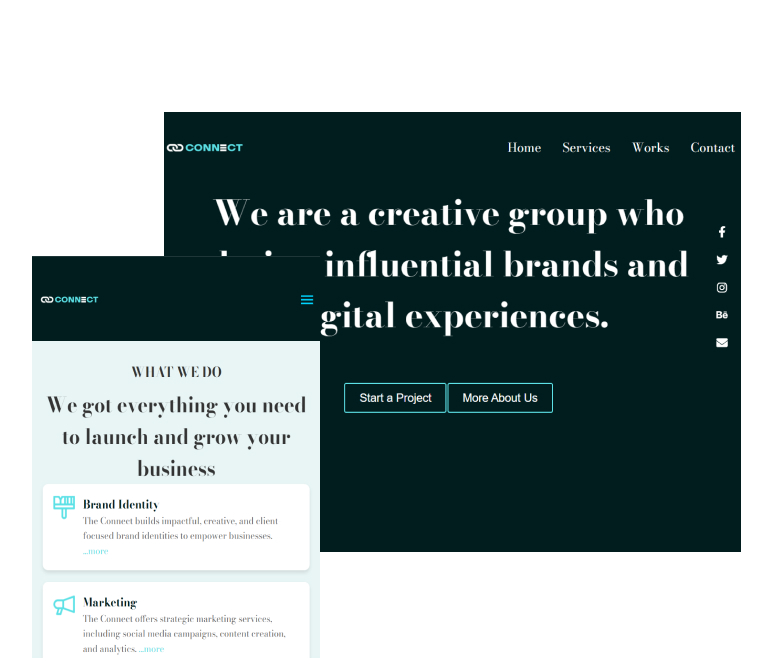 CONNECT
Home Services Works Contact
We are a creative group who
influential brands and
gital experiences.
Bē
Start a Project More About Us
CONNECT
WHAT WE DO
We got everything you need
to launch and grow your
business
Brand Identity
The Connect builds impactful, creative, and client
focused brand identities to empower businesses.
...more
Marketing
The Connect offers strategic marketing services,
including social media campaigns, content creation,
and analytics. ...more